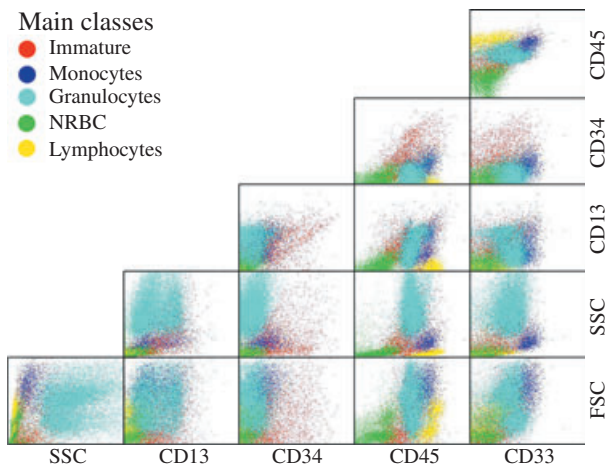 Main classes
Immature
Monocytes
Granulocytes
NRBC
Lymphocytes
CD45
CD34
CD13
SSC
FSC
SSC CD13 CD34 CD45 CD33